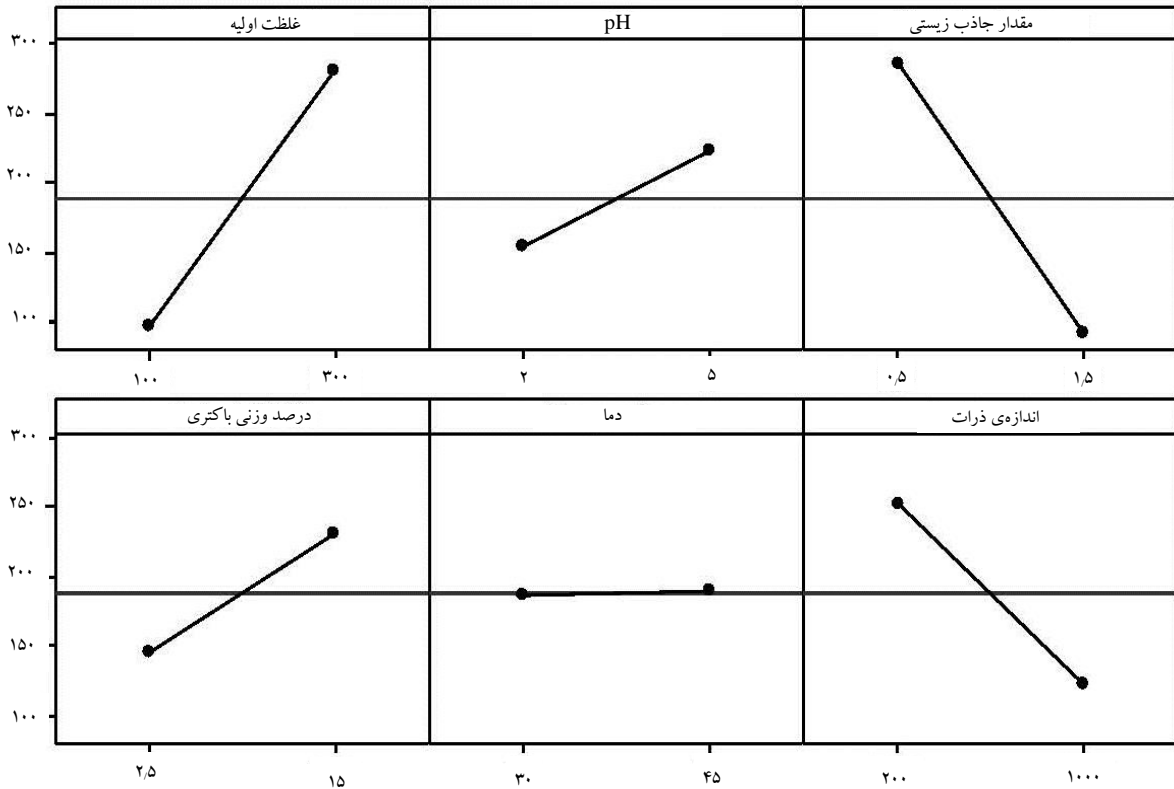 غلظت اولیه
pH
مقدار جاذب زیستی
۳۰۰
۲۵۰
۲۰۰
۱۵۰
۱۰۰
۱۰۰ ۳۰۰
۲ ۵
۰٫۵ ۱٫۵
درصد وزنی باکتری
دما
اندازه‌ی ذرات
۳۰۰
۲۵۰
۲۰۰
۱۵۰
۱۰۰
۲٫۵ ۱۵
۳۰ ۴۵
۲۰۰ ۱۰۰۰